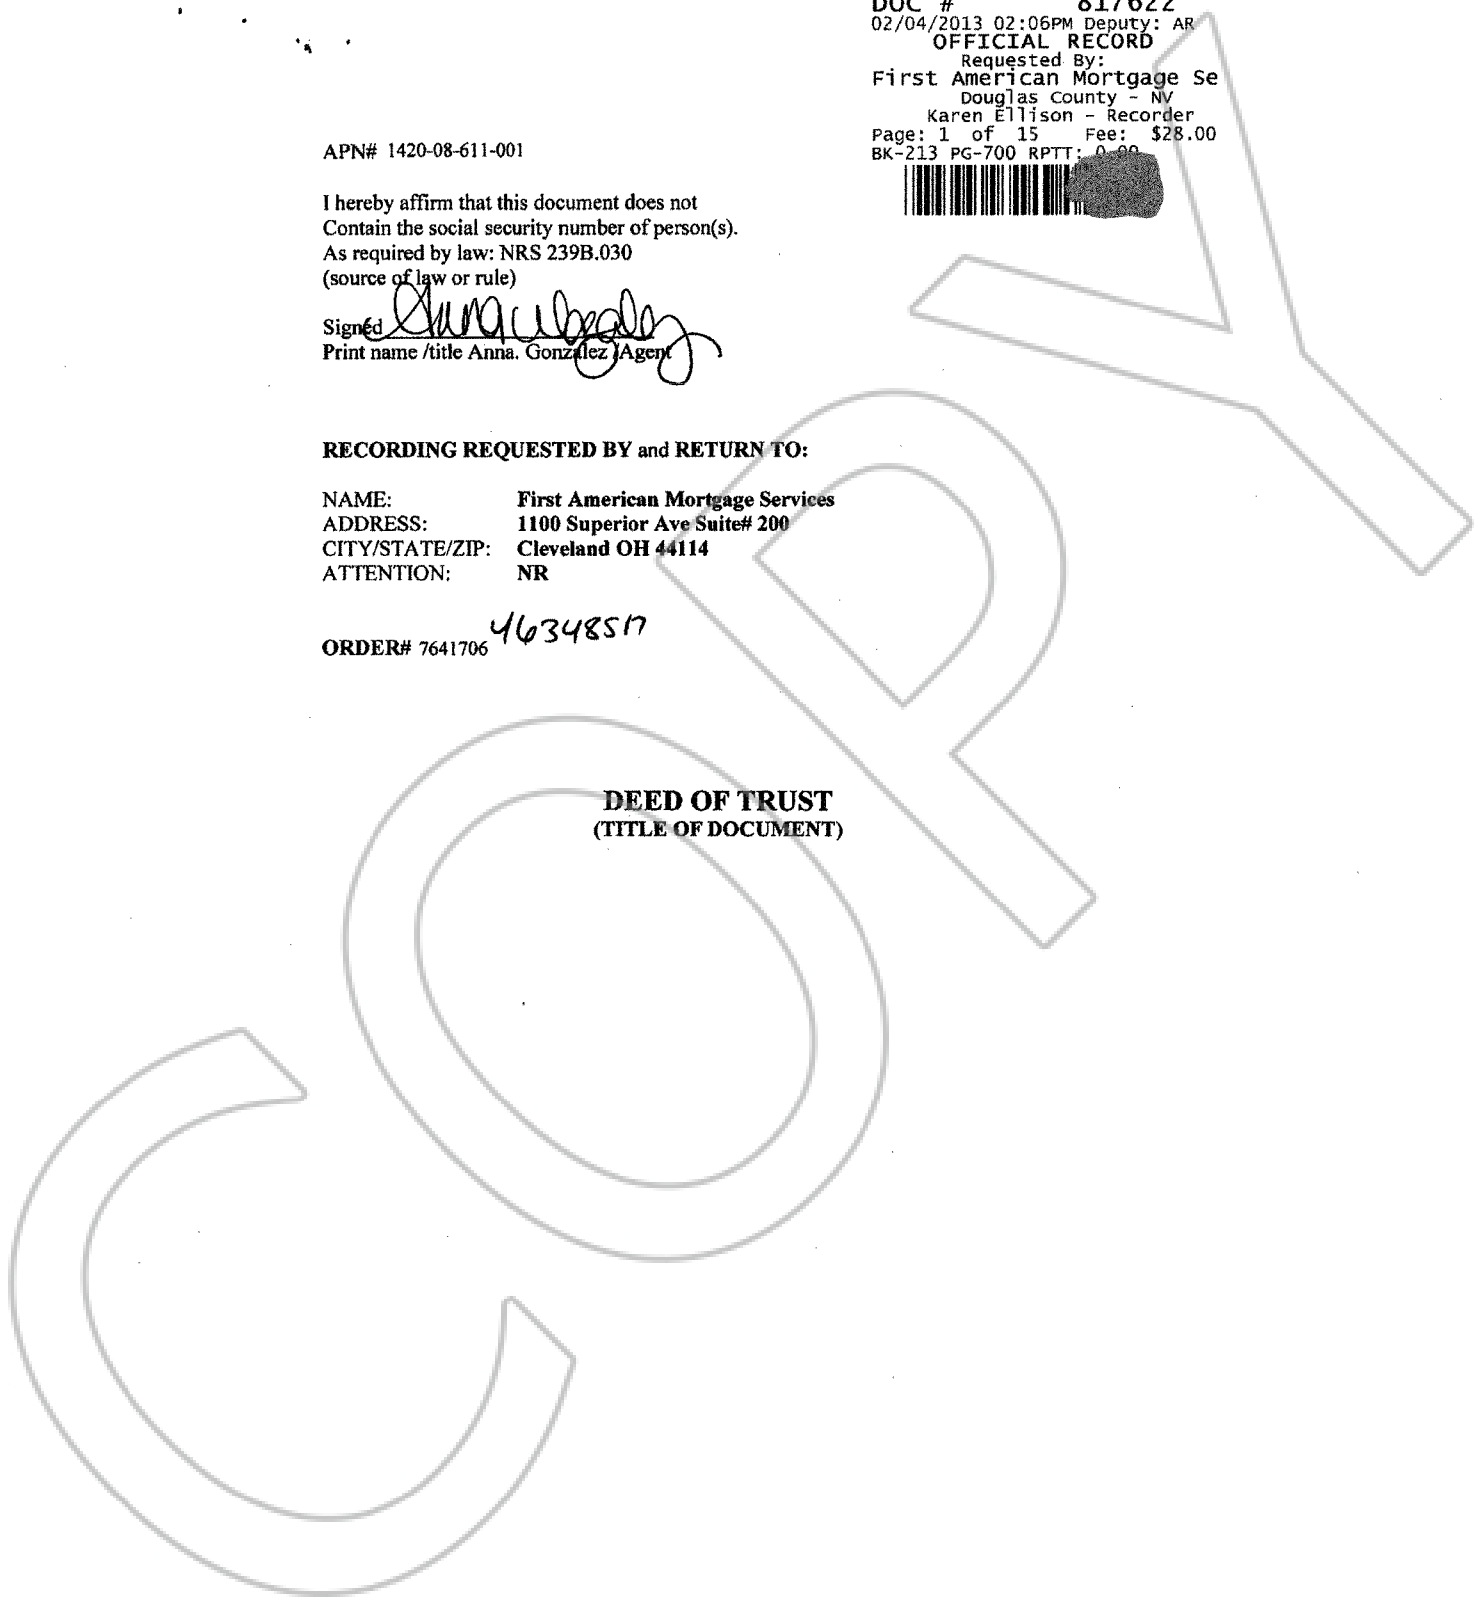 DOC # 817622
02/04/2013 02:06PM Deputy: AR
OFFICIAL RECORD
Requested By:
First American Mortgage Se
Douglas County - NV
Karen Ellison - Recorder
Page: 1 of 15 Fee: $28.00
BK-213 PG-700 RPTT: 0.00
APN# 1420-08-611-001
I hereby affirm that this document does not
Contain the social security number of person(s).
As required by law: NRS 239B.030
(source of law or rule)
Signed
Print name /title Anna. Gonzalez /Agent
RECORDING REQUESTED BY and RETURN TO:
NAME: First American Mortgage Services
ADDRESS: 1100 Superior Ave Suite# 200
CITY/STATE/ZIP: Cleveland OH 44114
ATTENTION: NR
46348517
ORDER# 7641706
DEED OF TRUST
(TITLE OF DOCUMENT)
COPY